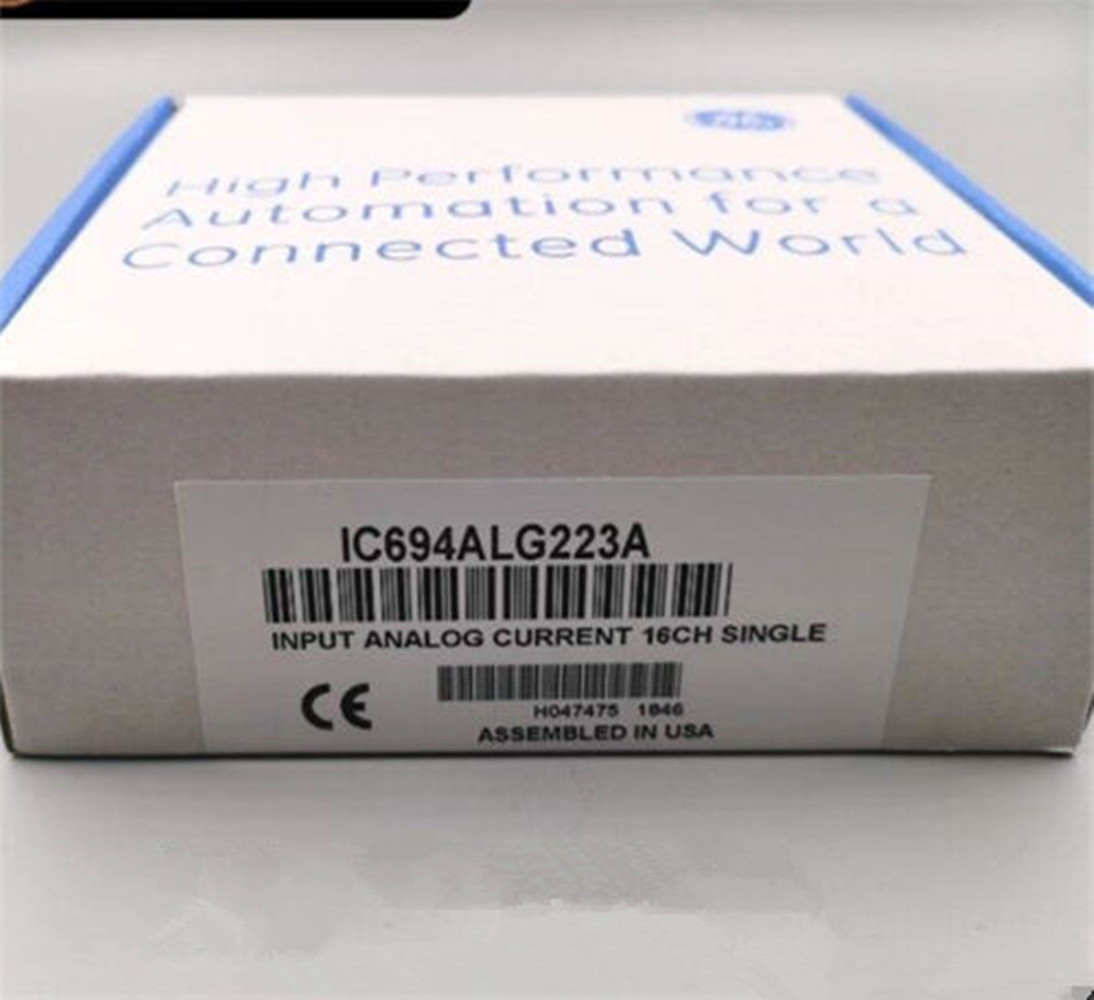 High Performance
Automation for a
Connected World
IC694ALG223A
INPUT ANALOG CURRENT 16CH SINGLE
CE
H047475 1846
ASSEMBLED IN USA